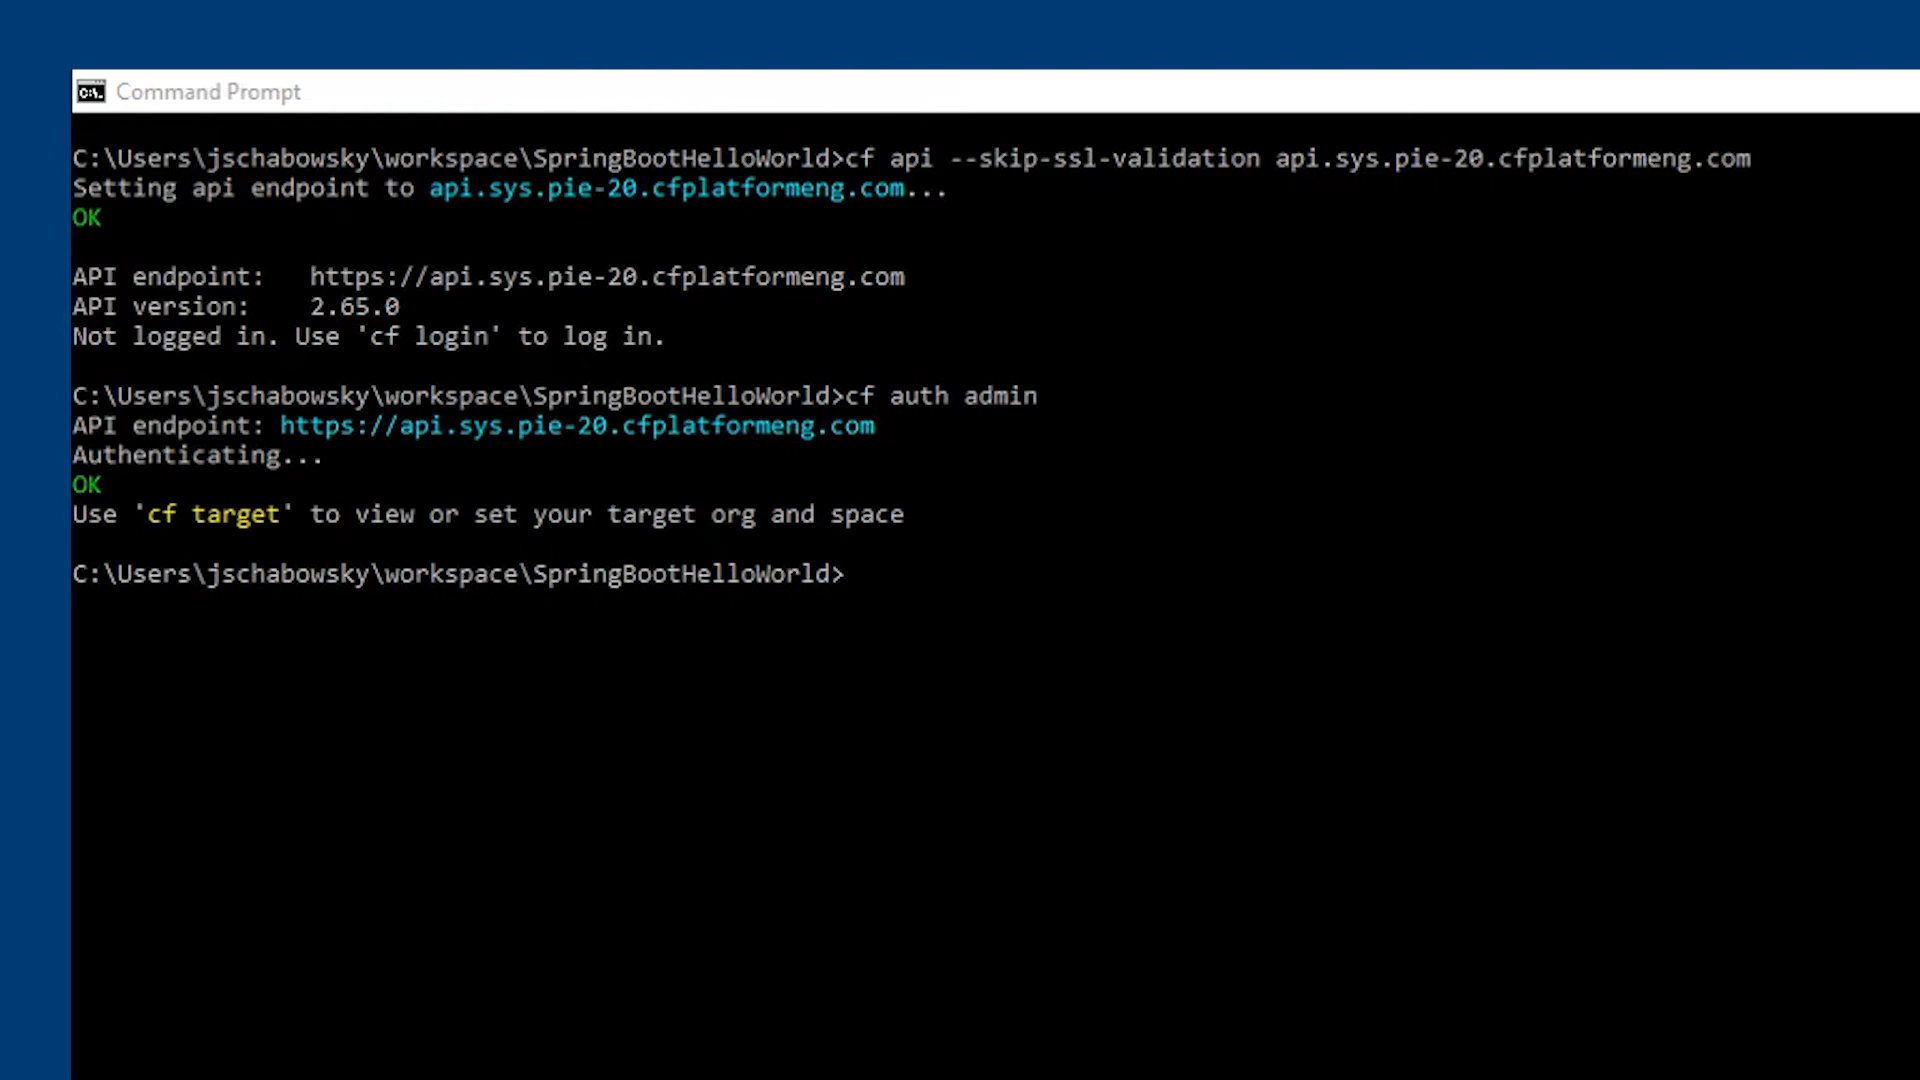 Command Prompt
C:\Users\jschabowsky\workspace\SpringBootHelloWorld>cf api --skip-ssl-validation api.sys.pie-20.cfplatformeng.com
Setting api endpoint to api.sys.pie-20.cfplatformeng.com...
OK
API endpoint:   https://api.sys.pie-20.cfplatformeng.com
API version:    2.65.0
Not logged in. Use 'cf login' to log in.
C:\Users\jschabowsky\workspace\SpringBootHelloWorld>cf auth admin
API endpoint: https://api.sys.pie-20.cfplatformeng.com
Authenticating...
OK
Use 'cf target' to view or set your target org and space
C:\Users\jschabowsky\workspace\SpringBootHelloWorld>